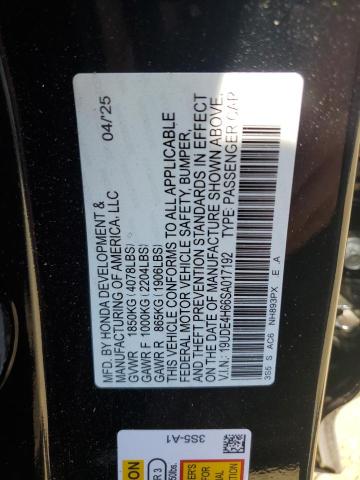 MFD. BY HONDA DEVELOPMENT & 04/25
MANUFACTURING OF AMERICA, LLC
GVWR 1850KG (4078LBS)
GAWR F 1000KG (2204LBS)
GAWR R 865KG (1906LBS)
THIS VEHICLE CONFORMS TO ALL APPLICABLE
FEDERAL MOTOR VEHICLE SAFETY, BUMPER,
AND THEFT PREVENTION STANDARDS IN EFFECT
ON THE DATE OF MANUFACTURE SHOWN ABOVE.
V.I.N.: 19UDE4H66SA017192 TYPE: PASSENGER CAR
3S5 S AC6 NH893PX E A
3S5-A1